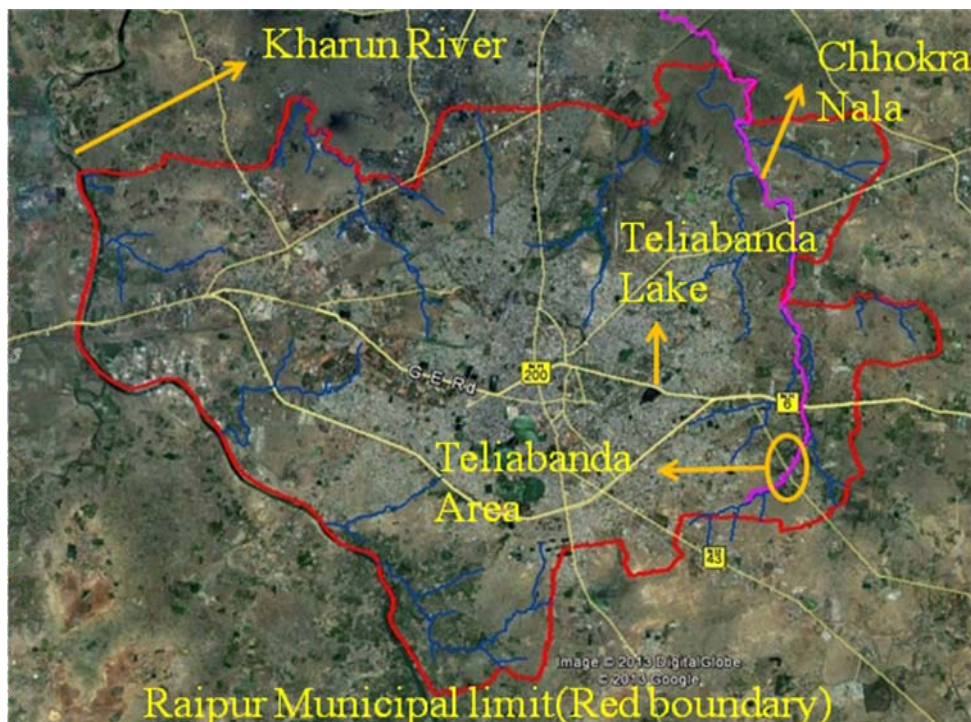 Kharun River
Chhokra
Nala
Teliabanda
Lake
200
G. E. Rd
6
Teliabanda
Area
43
Image © 2013 DigitalGlobe
© 2013 Google
Raipur Municipal limit(Red boundary)